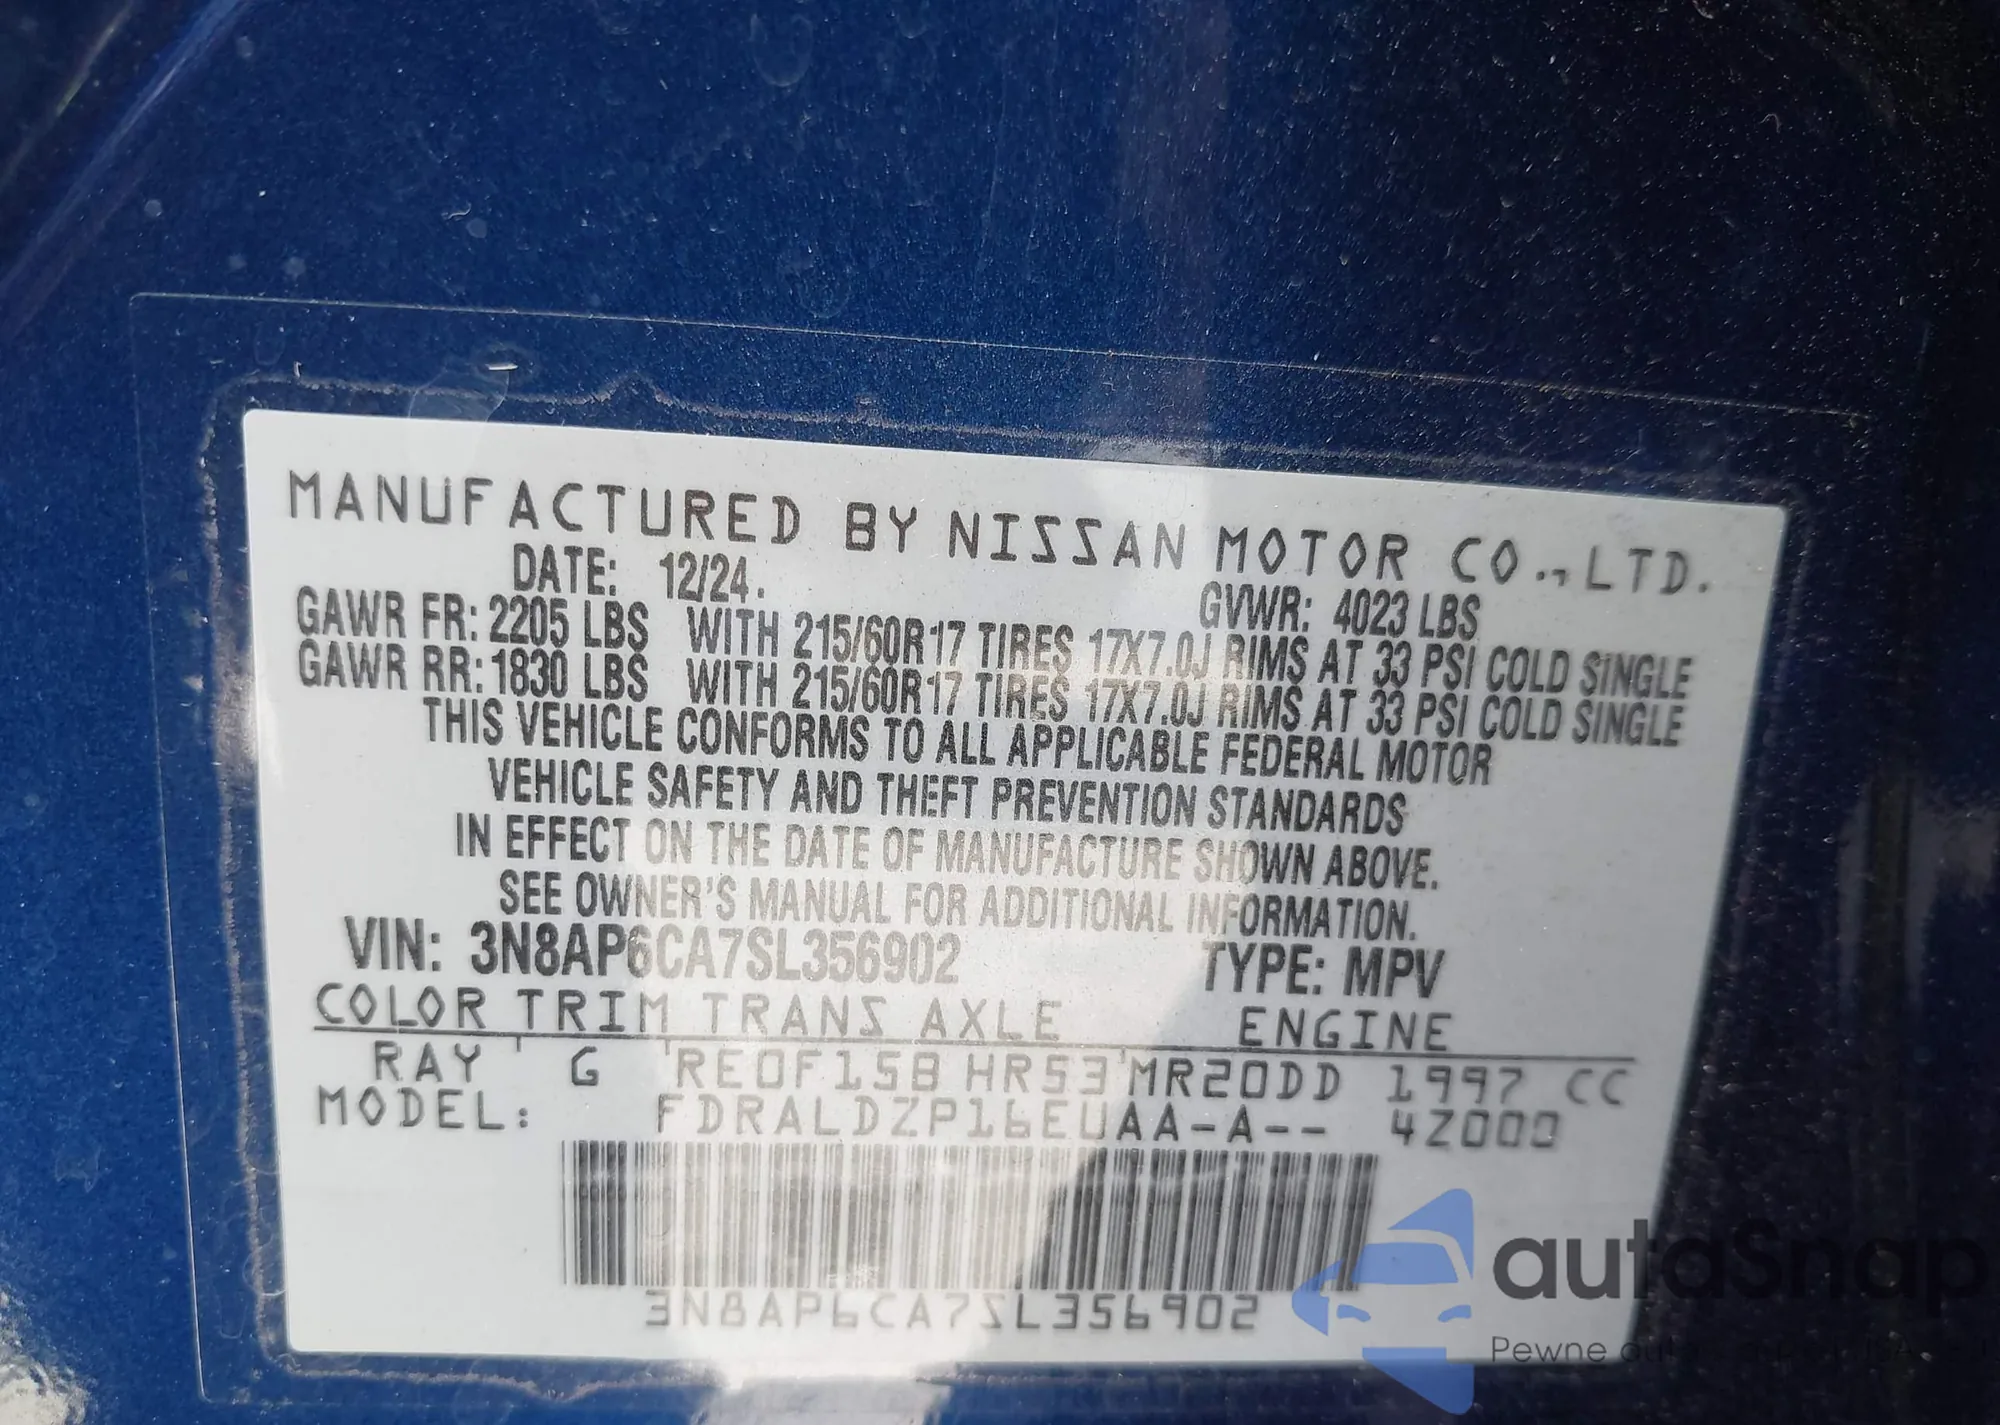 MANUFACTURED BY NISSAN MOTOR CO., LTD.
DATE: 12/24. GVWR: 4023 LBS
GAWR FR: 2205 LBS WITH 215/60R17 TIRES 17X7.0J RIMS AT 33 PSI COLD SINGLE
GAWR RR: 1830 LBS WITH 215/60R17 TIRES 17X7.0J RIMS AT 33 PSI COLD SINGLE
THIS VEHICLE CONFORMS TO ALL APPLICABLE FEDERAL MOTOR
VEHICLE SAFETY AND THEFT PREVENTION STANDARDS
IN EFFECT ON THE DATE OF MANUFACTURE SHOWN ABOVE.
SEE OWNER'S MANUAL FOR ADDITIONAL INFORMATION.
VIN: 3N8AP6CA7SL356902 TYPE: MPV
COLOR TRIM TRANS AXLE ENGINE
RAY G RE0F15B HR53 MR20DD 1997 CC
MODEL: FDRALDZP16EUAA-A-- 4Z000
3N8AP6CA7SL356902
autaSnap
Pewne auta